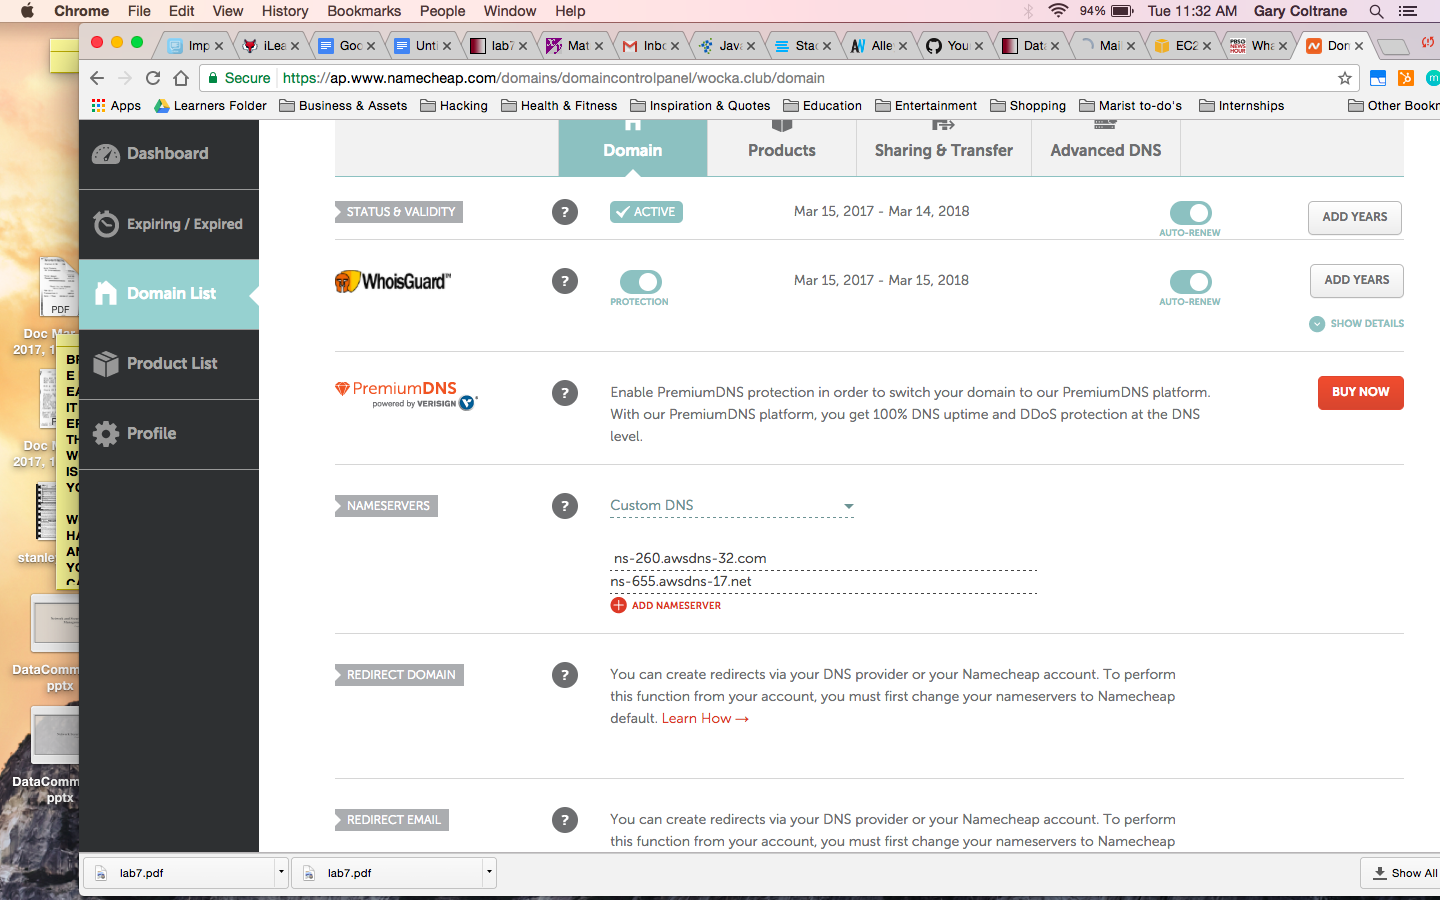 Chrome File Edit View History Bookmarks People Window Help 94% Tue 11:32 AM Gary Coltrane
Imp iLea Goo Unti lab7 Mat Inbo Java Stac Alle You Data Mail EC2 Wha Don
Secure https://ap.www.namecheap.com/domains/domaincontrolpanel/wocka.club/domain
Apps Learners Folder Business & Assets Hacking Health & Fitness Inspiration & Quotes Education Entertainment Shopping Marist to-do's Internships Other Bookm
Dashboard
Expiring / Expired
Domain List
Product List
Profile
Domain Products Sharing & Transfer Advanced DNS
STATUS & VALIDITY ? ACTIVE Mar 15, 2017 - Mar 14, 2018 AUTO-RENEW ADD YEARS
WhoisGuard ? PROTECTION Mar 15, 2017 - Mar 15, 2018 AUTO-RENEW ADD YEARS
SHOW DETAILS
PremiumDNS
powered by VERISIGN
? Enable PremiumDNS protection in order to switch your domain to our PremiumDNS platform.
With our PremiumDNS platform, you get 100% DNS uptime and DDoS protection at the DNS
level.
BUY NOW
NAMESERVERS ? Custom DNS
ns-260.awsdns-32.com
ns-655.awsdns-17.net
ADD NAMESERVER
REDIRECT DOMAIN ? You can create redirects via your DNS provider or your Namecheap account. To perform
this function from your account, you must first change your nameservers to Namecheap
default. Learn How →
REDIRECT EMAIL ? You can create redirects via your DNS provider or your Namecheap account. To perform
this function from your account, you must first change your nameservers to Namecheap
lab7.pdf lab7.pdf Show All
PDF
Doc Mar
2017, 1
Doc M
2017, 1
stanle
DataComm
pptx
DataComm
pptx